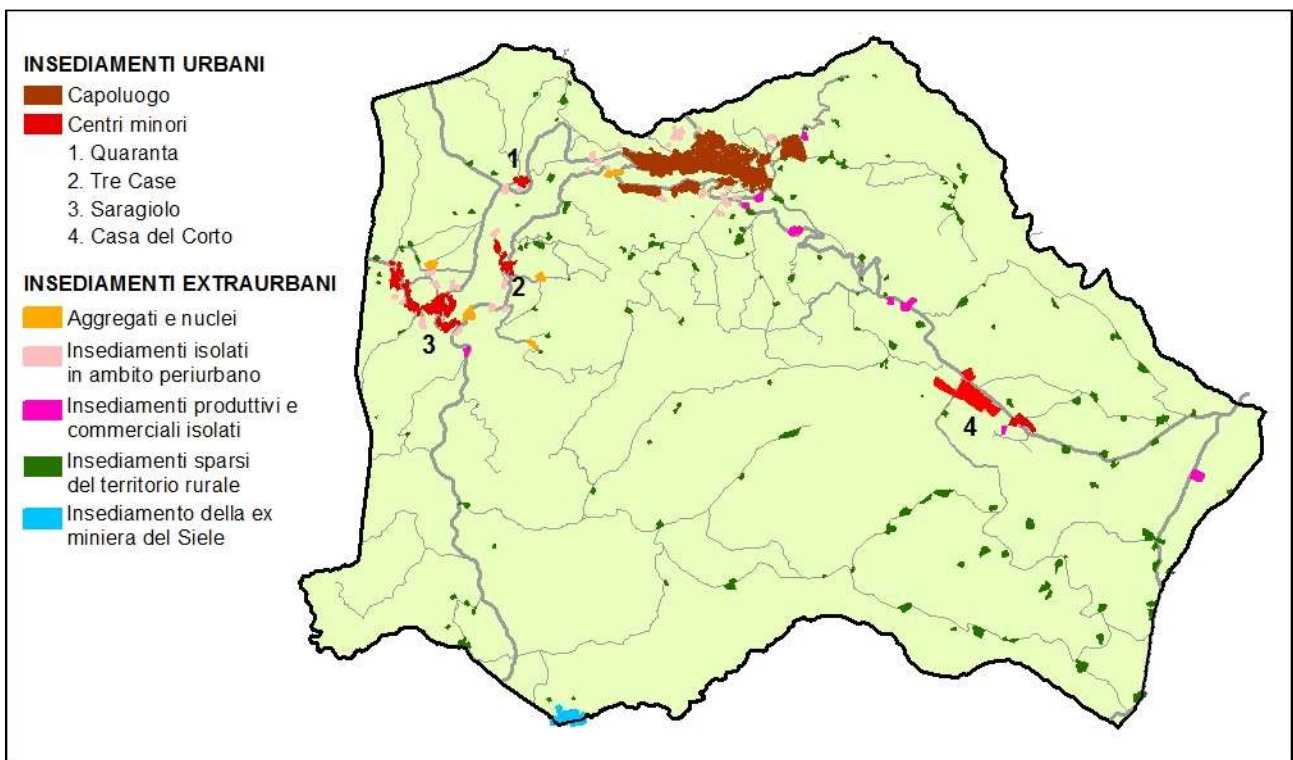 INSEDIAMENTI URBANI
Capoluogo
Centri minori
1. Quaranta
2. Tre Case
3. Saragiolo
4. Casa del Corto
INSEDIAMENTI EXTRAURBANI
Aggregati e nuclei
Insediamenti isolati
in ambito periurbano
Insediamenti produttivi e
commerciali isolati
Insediamenti sparsi
del territorio rurale
Insediamento della ex
miniera del Siele
1
2
3
4